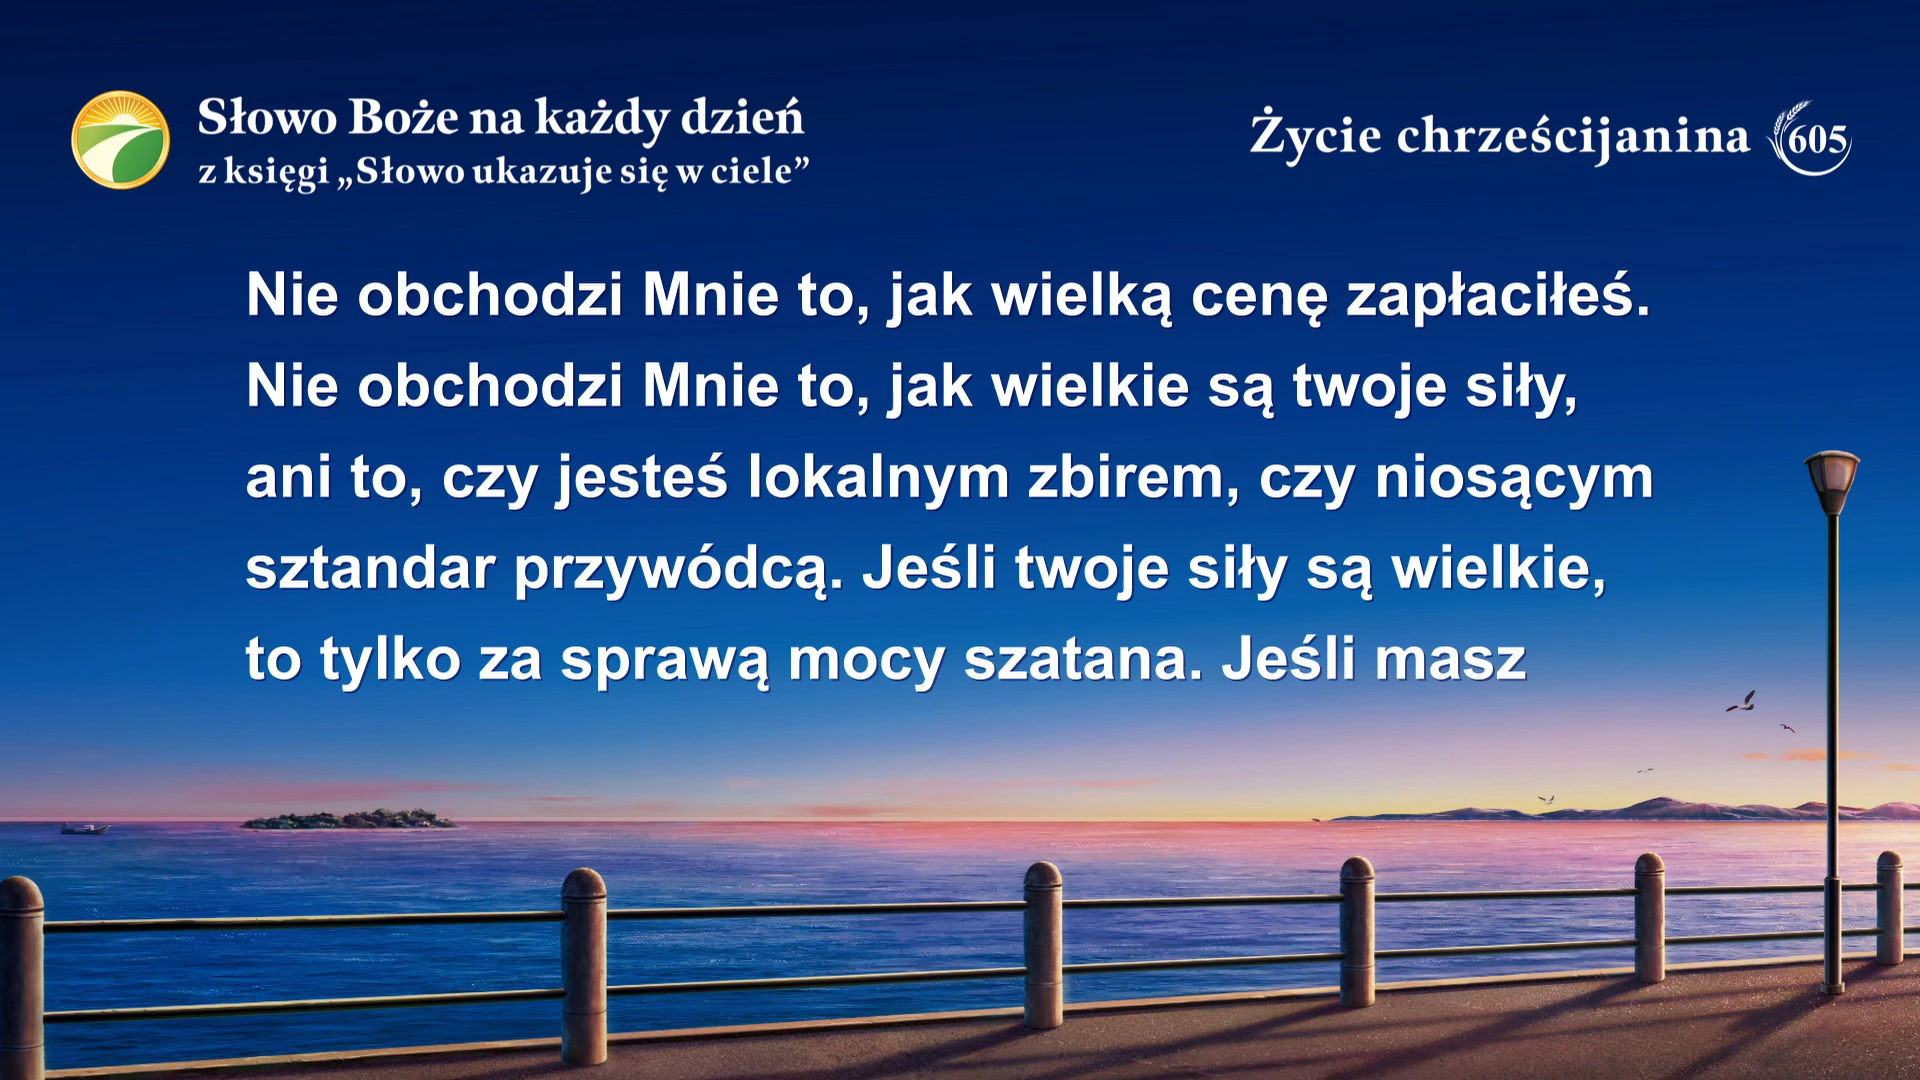 Słowo Boże na każdy dzień
z księgi „Słowo ukazuje się w ciele”
Życie chrześcijanina 605
Nie obchodzi Mnie to, jak wielką cenę zapłaciłeś.
Nie obchodzi Mnie to, jak wielkie są twoje siły,
ani to, czy jesteś lokalnym zbirem, czy niosącym
sztandar przywódcą. Jeśli twoje siły są wielkie,
to tylko za sprawą mocy szatana. Jeśli masz